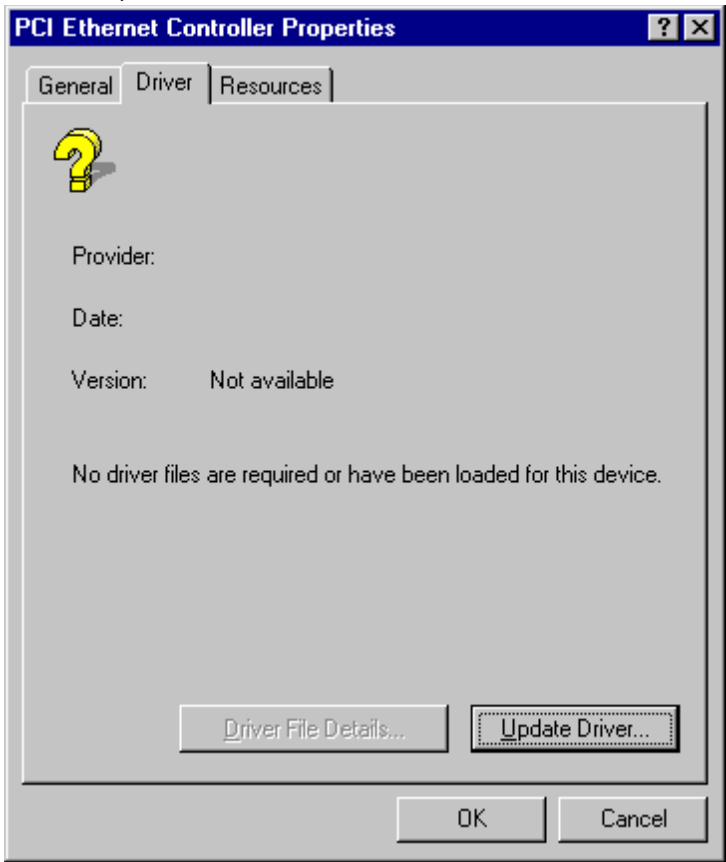 PCI Ethernet Controller Properties
General Driver Resources
Provider:
Date:
Version: Not available
No driver files are required or have been loaded for this device.
Driver File Details... Update Driver...
OK Cancel